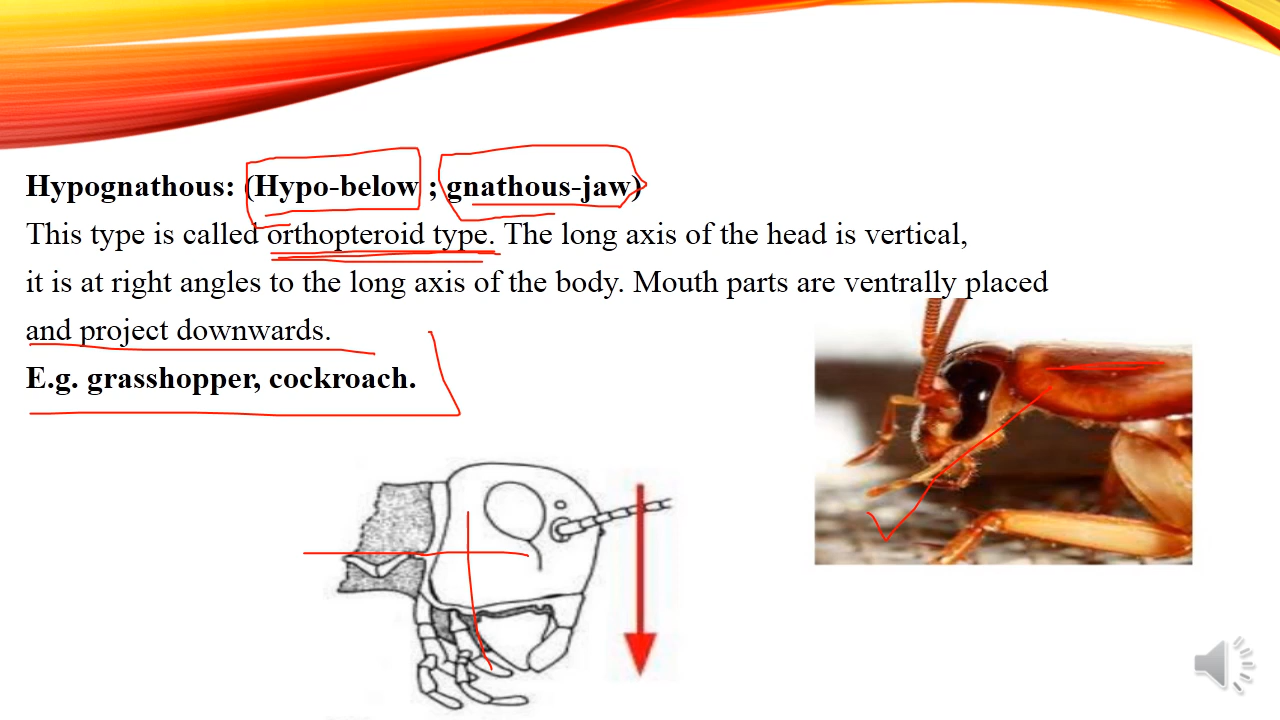 Hypognathous: (Hypo-below ; gnathous-jaw)
This type is called orthopteroid type. The long axis of the head is vertical,
it is at right angles to the long axis of the body. Mouth parts are ventrally placed
and project downwards.
E.g. grasshopper, cockroach.